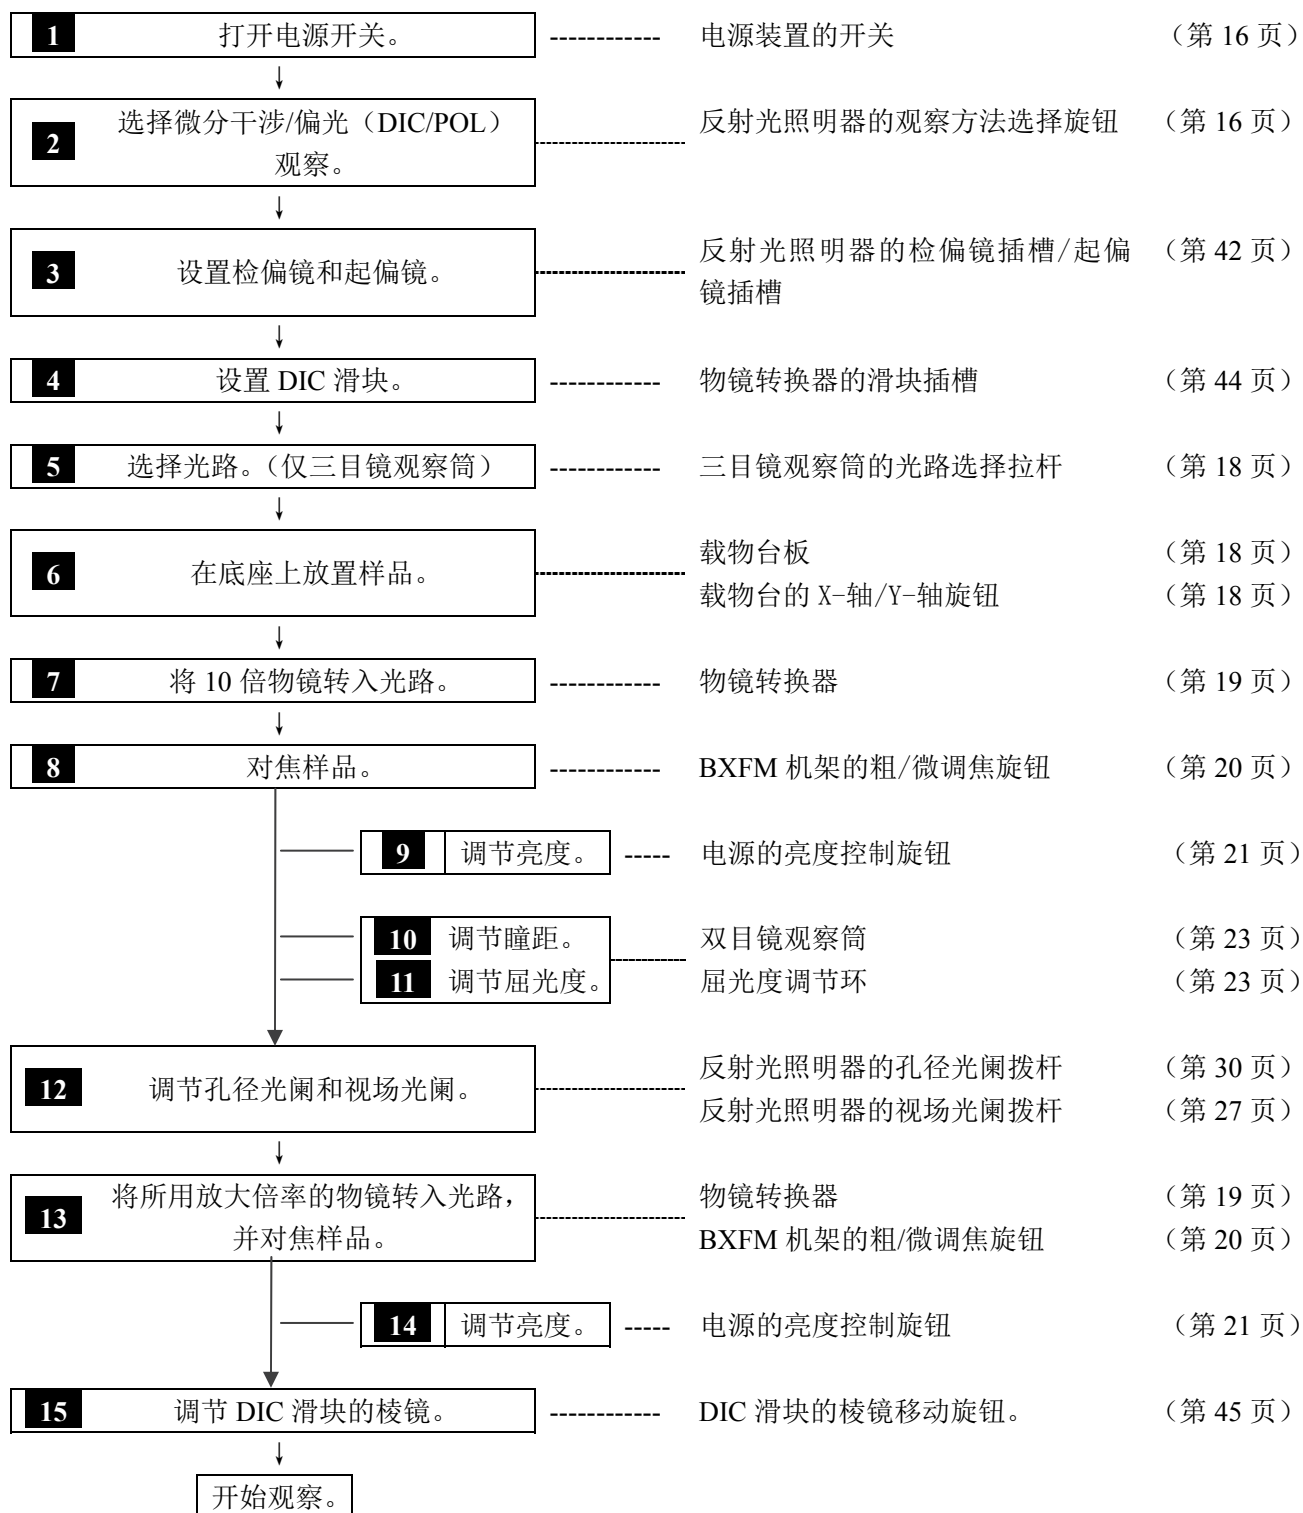 1 打开电源开关。 ------------ 电源装置的开关 （第 16 页）
↓
选择微分干涉/偏光（DIC/POL） 反射光照明器的观察方法选择旋钮 （第 16 页）
2
观察。
↓
反射光照明器的检偏镜插槽/起偏 （第 42 页）
3 设置检偏镜和起偏镜。
镜插槽
↓
4 设置 DIC 滑块。 ------------ 物镜转换器的滑块插槽 （第 44 页）
↓
5 选择光路。（仅三目镜观察筒） ------------ 三目镜观察筒的光路选择拉杆 （第 18 页）
↓
载物台板 （第 18 页）
6 在底座上放置样品。
载物台的 X-轴/Y-轴旋钮 （第 18 页）
↓
7 将 10 倍物镜转入光路。 ------------ 物镜转换器 （第 19 页）
↓
8 对焦样品。 ------------ BXFM 机架的粗/微调焦旋钮 （第 20 页）
9 调节亮度。 ----- 电源的亮度控制旋钮 （第 21 页）
10 调节瞳距。 双目镜观察筒 （第 23 页）
11 调节屈光度。 屈光度调节环 （第 23 页）
反射光照明器的孔径光阑拨杆 （第 30 页）
12 调节孔径光阑和视场光阑。
反射光照明器的视场光阑拨杆 （第 27 页）
↓
将所用放大倍率的物镜转入光路， 物镜转换器 （第 19 页）
13
并对焦样品。 BXFM 机架的粗/微调焦旋钮 （第 20 页）
14 调节亮度。 ----- 电源的亮度控制旋钮 （第 21 页）
15 调节 DIC 滑块的棱镜。 ------------ DIC 滑块的棱镜移动旋钮。 （第 45 页）
↓
开始观察。